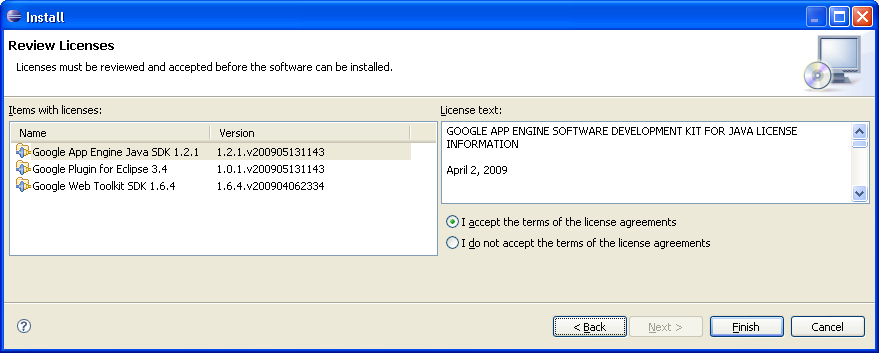 Install
Review Licenses
Licenses must be reviewed and accepted before the software can be installed.
Items with licenses:
Name Version
Google App Engine Java SDK 1.2.1 1.2.1.v200905131143
Google Plugin for Eclipse 3.4 1.0.1.v200905131143
Google Web Toolkit SDK 1.6.4 1.6.4.v200904062334
License text:
GOOGLE APP ENGINE SOFTWARE DEVELOPMENT KIT FOR JAVA LICENSE
INFORMATION
April 2, 2009
I accept the terms of the license agreements
I do not accept the terms of the license agreements
? < Back Next > Finish Cancel